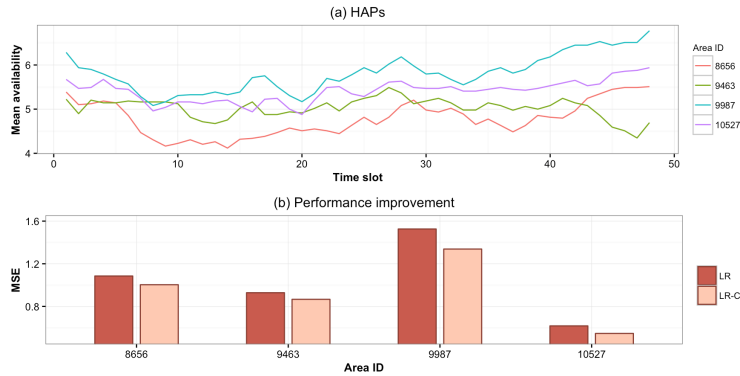 (a) HAPs
Mean availability
6
5
4
0
10
20
30
40
50
Time slot
Area ID
8656
9463
9987
10527
(b) Performance improvement
MSE
1.6
1.2
0.8
8656
9463
9987
10527
Area ID
LR
LR-C